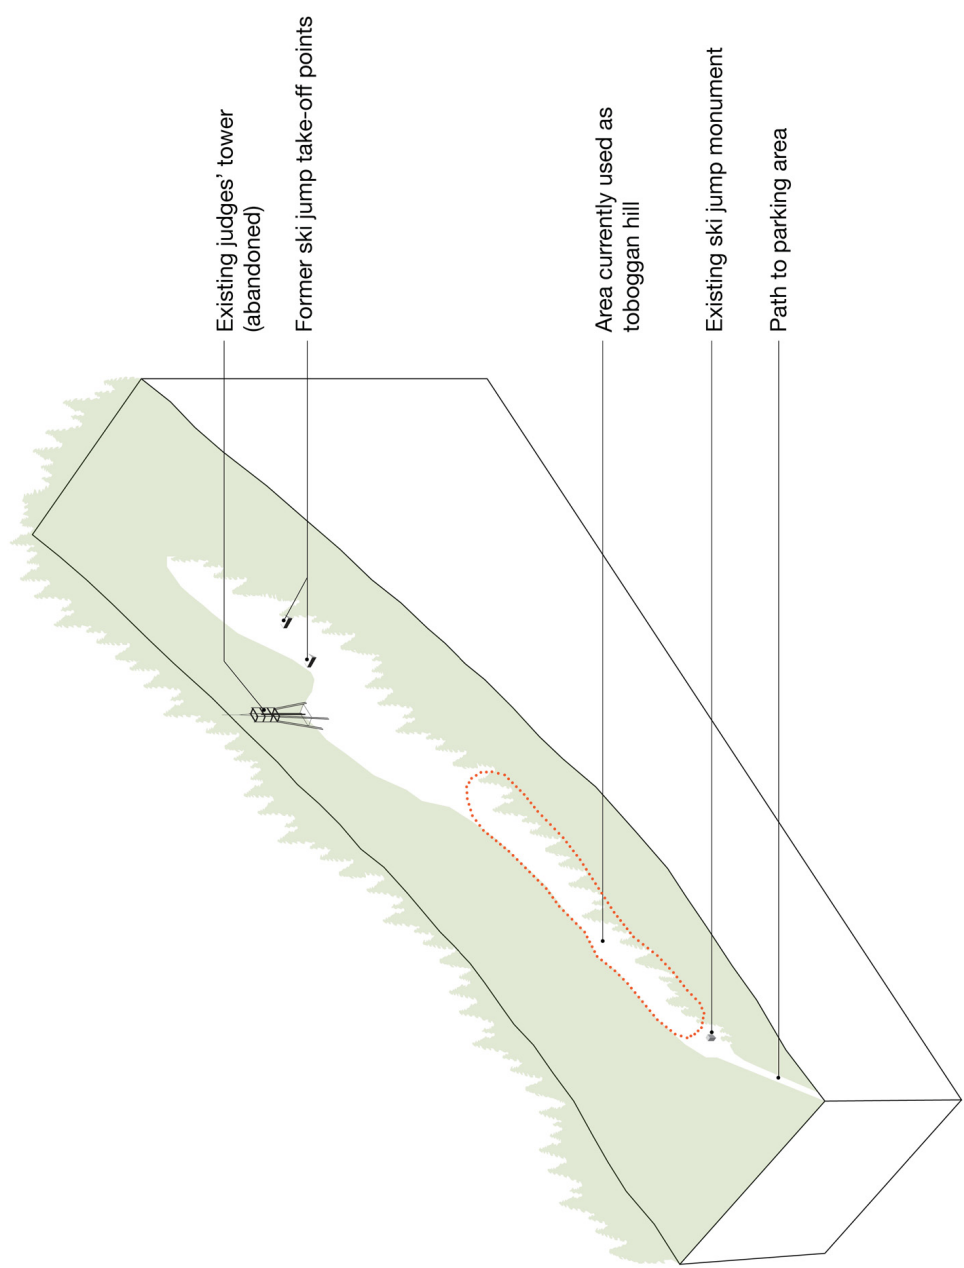 Existing judges’ tower
(abandoned)
Former ski jump take-off points
Area currently used as
toboggan hill
Existing ski jump monument
Path to parking area